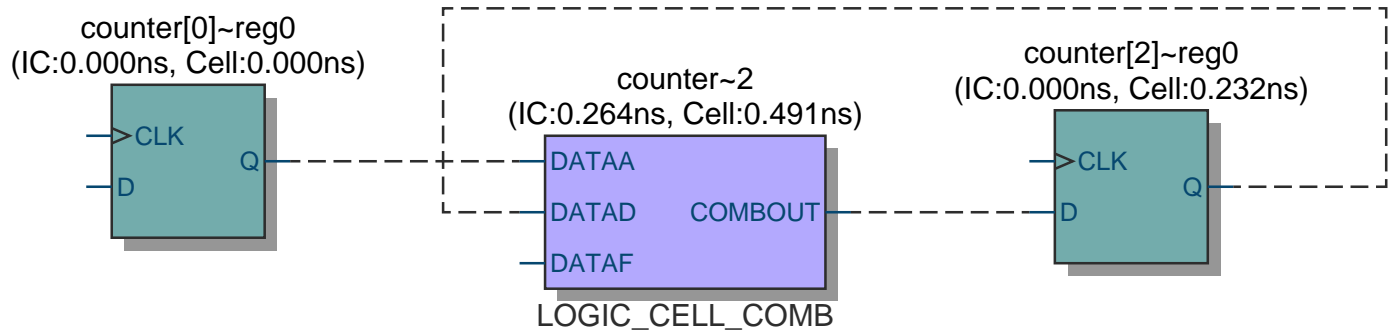 counter[0]~reg0
(IC:0.000ns, Cell:0.000ns)
CLK
D
Q
counter~2
(IC:0.264ns, Cell:0.491ns)
DATAA
DATAD
DATAF
COMBOUT
LOGIC_CELL_COMB
counter[2]~reg0
(IC:0.000ns, Cell:0.232ns)
CLK
D
Q